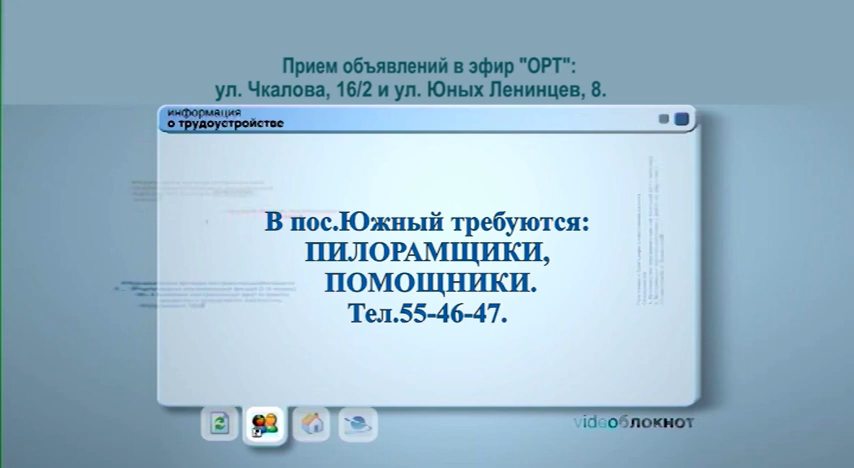 Прием объявлений в эфир "ОРТ":
ул. Чкалова, 16/2 и ул. Юных Ленинцев, 8.
информация
о трудоустройстве
В пос.Южный требуются:
ПИЛОРАМЩИКИ,
ПОМОЩНИКИ.
Тел.55-46-47.
videoблокнот